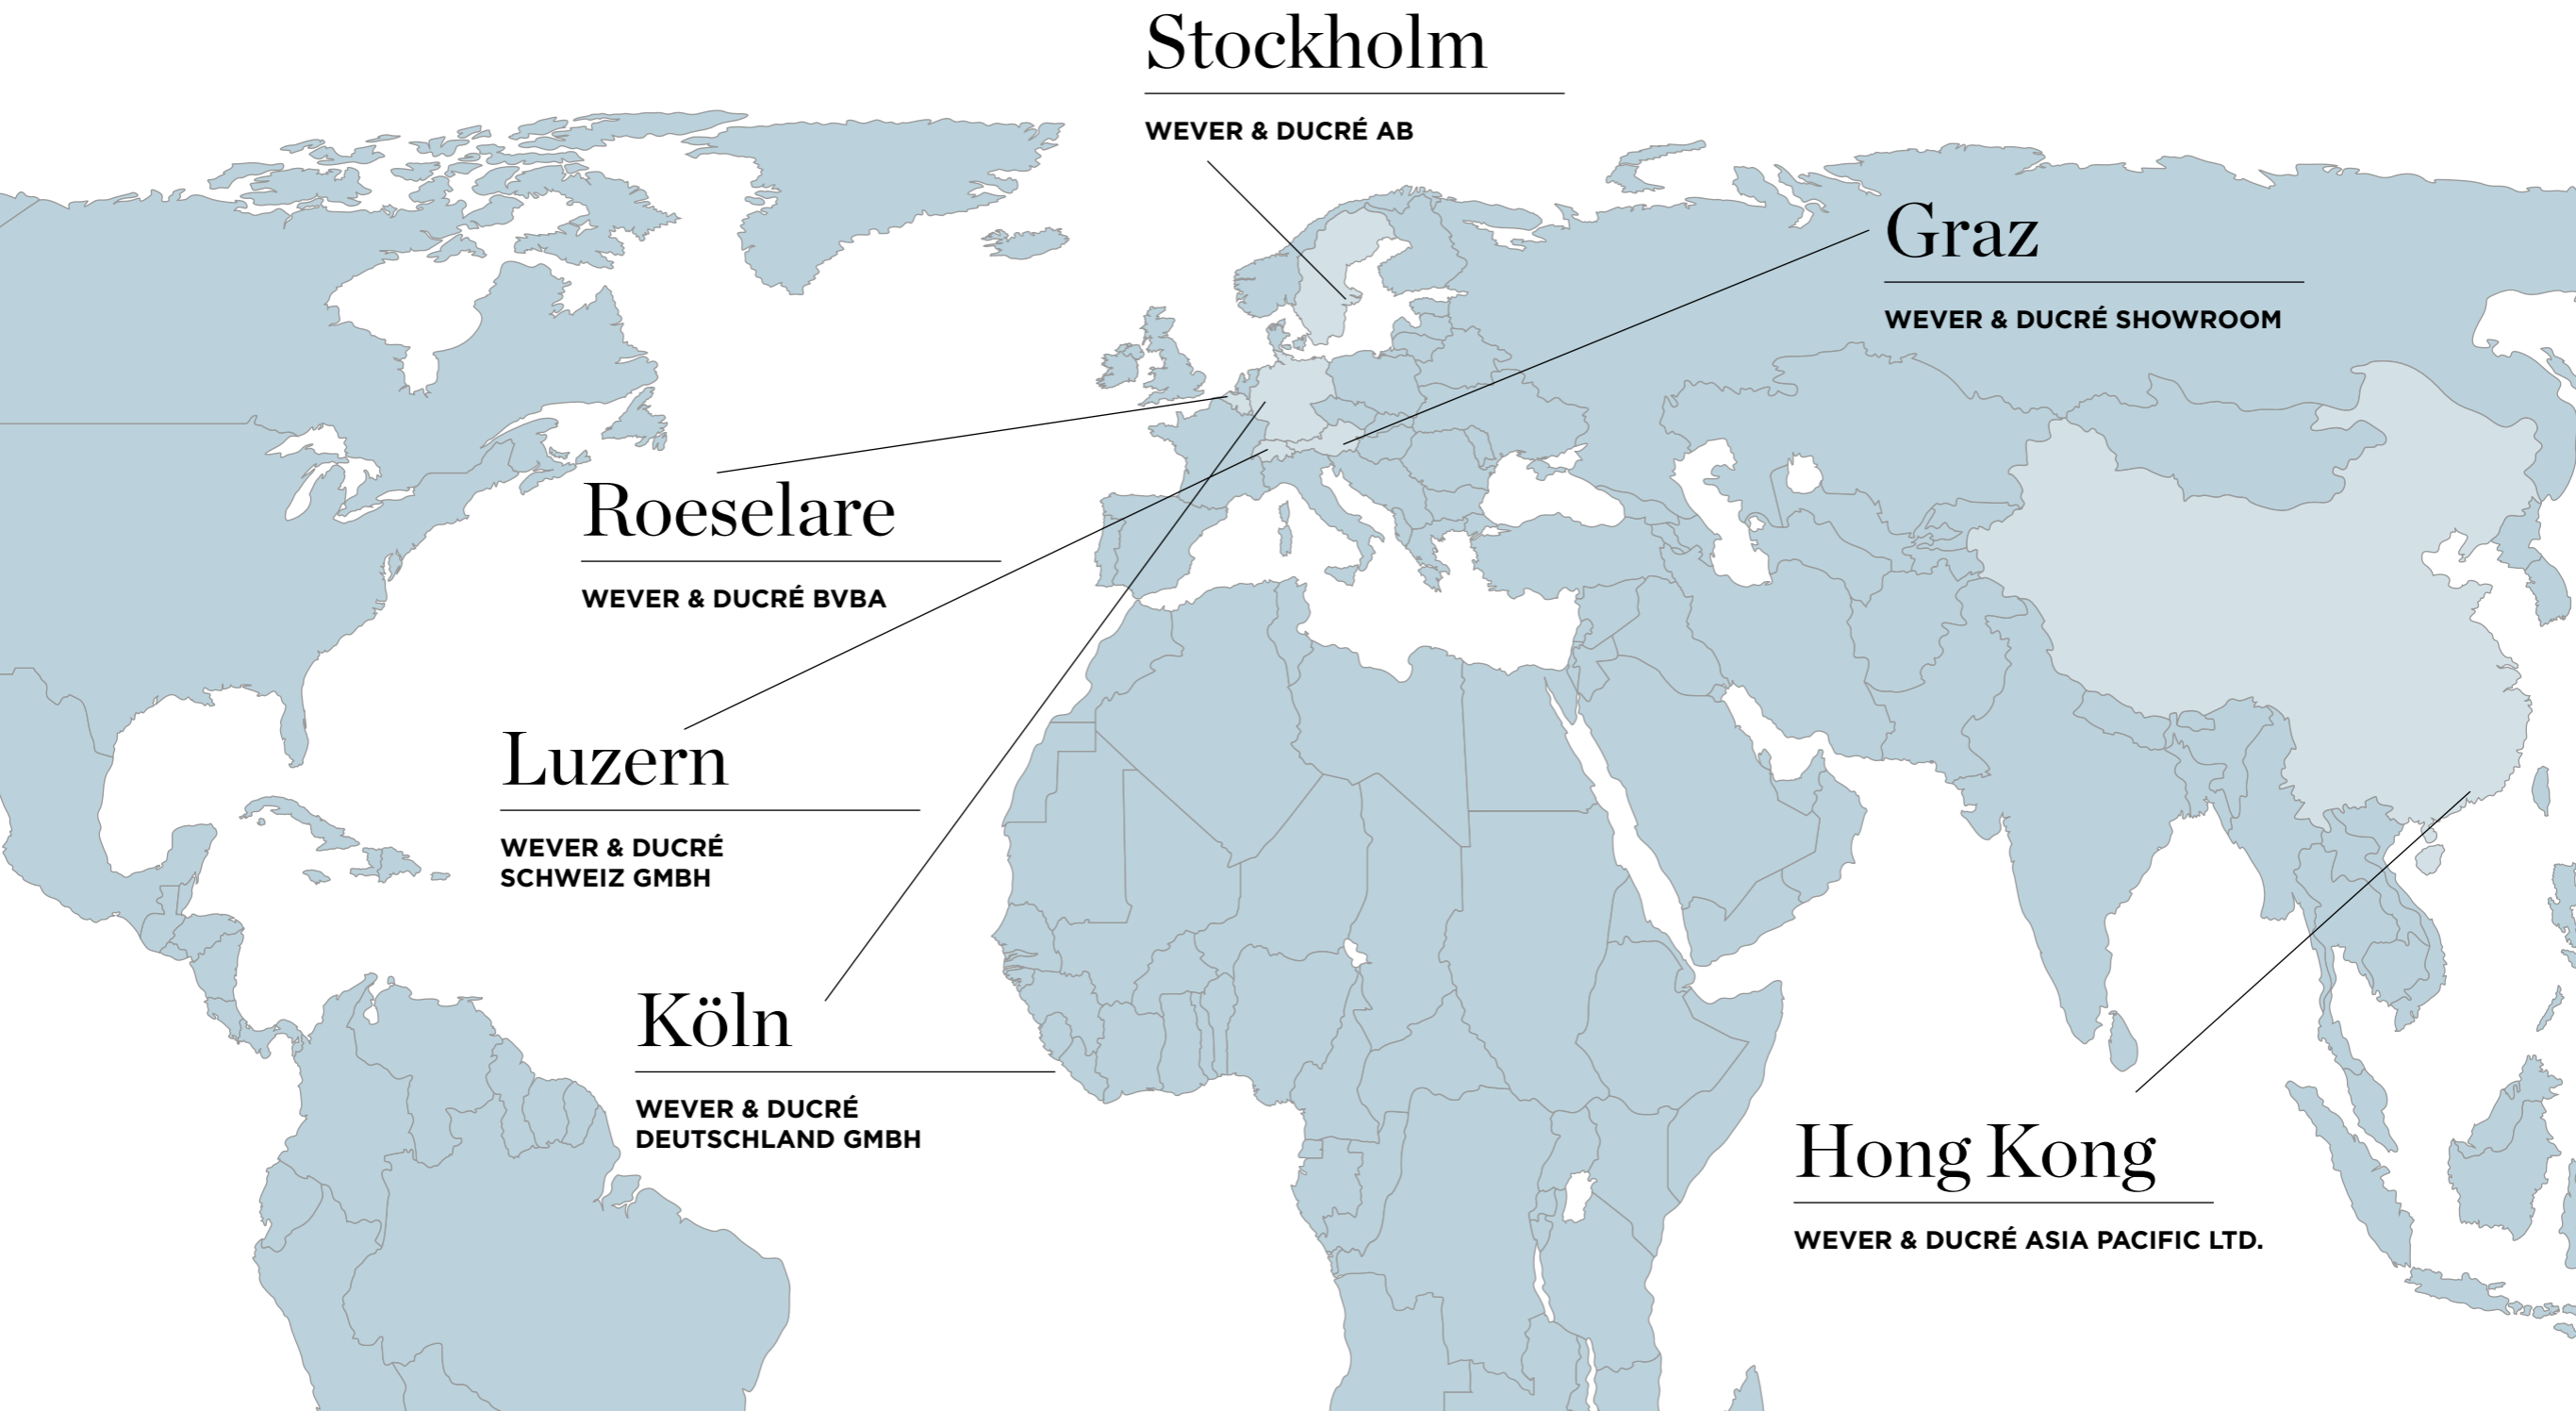 Stockholm
WEVER & DUCRÉ AB
Graz
WEVER & DUCRÉ SHOWROOM
Roeselare
WEVER & DUCRÉ BVBA
Luzern
WEVER & DUCRÉ
SCHWEIZ GMBH
Köln
WEVER & DUCRÉ
DEUTSCHLAND GMBH
Hong Kong
WEVER & DUCRÉ ASIA PACIFIC LTD.